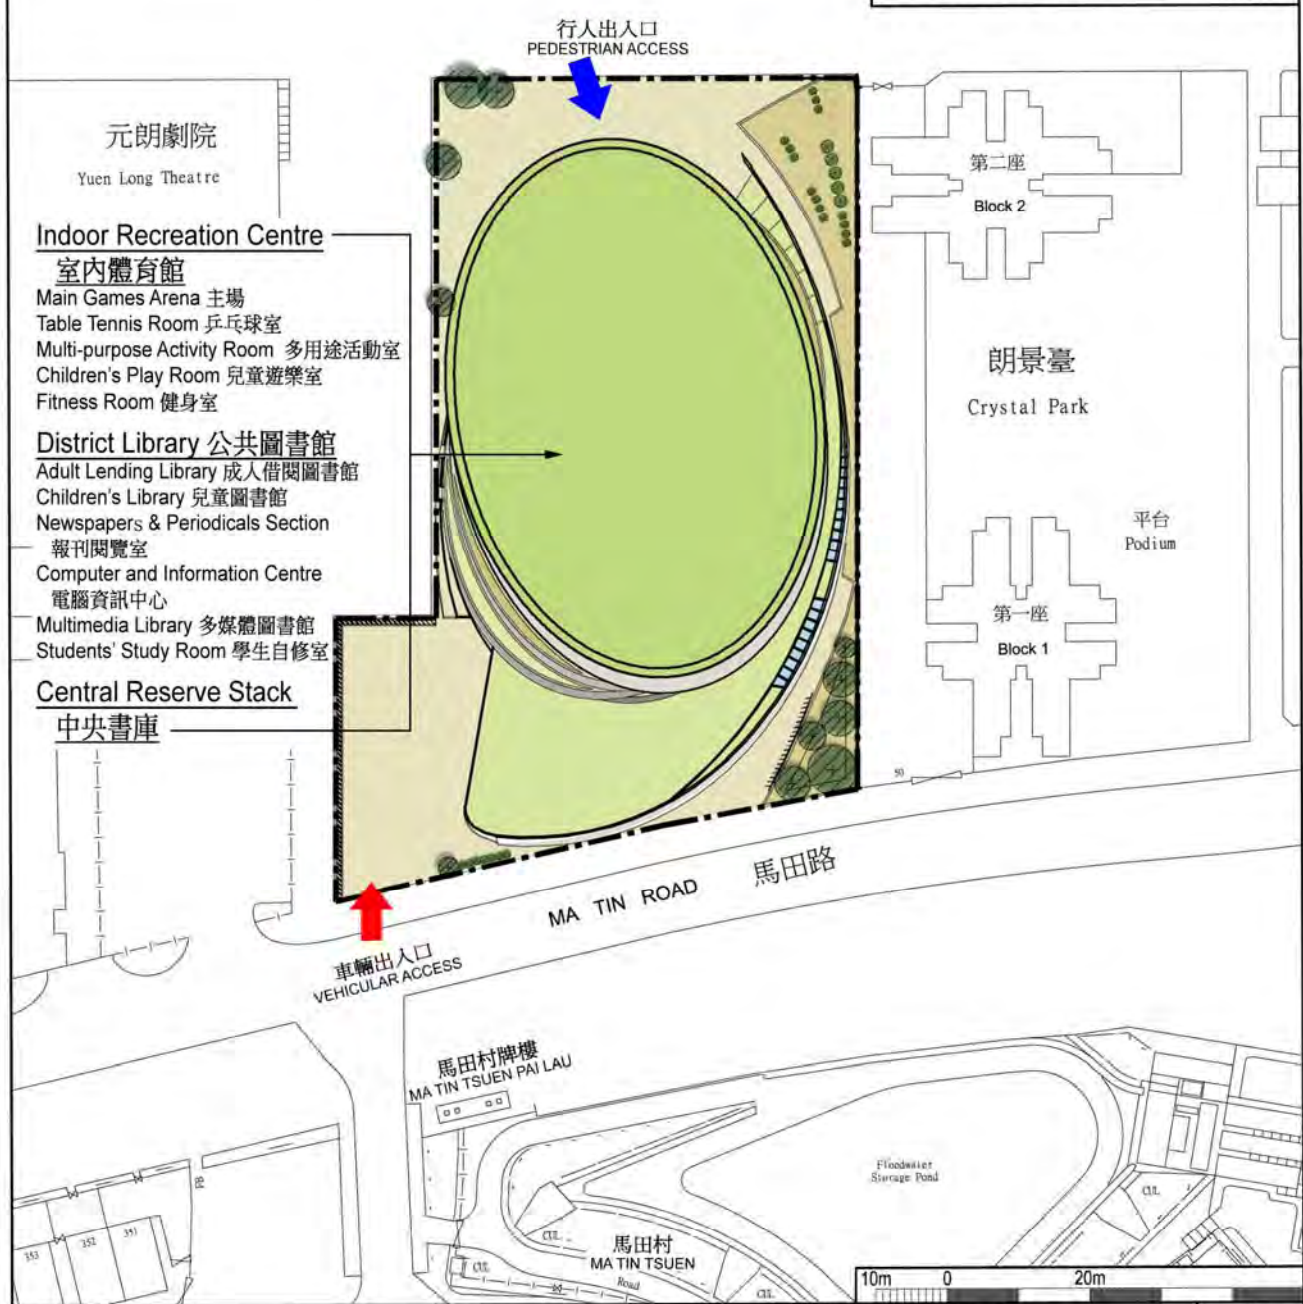 行人出入口
PEDESTRIAN ACCESS
元朗劇院
Yuen Long Theatre
Indoor Recreation Centre
室內體育館
Main Games Arena 主場
Table Tennis Room 乒乓球室
Multi-purpose Activity Room 多用途活動室
Children's Play Room 兒童遊樂室
Fitness Room 健身室
District Library 公共圖書館
Adult Lending Library 成人借閱圖書館
Children's Library 兒童圖書館
Newspapers & Periodicals Section
報刊閱覽室
Computer and Information Centre
電腦資訊中心
Multimedia Library 多媒體圖書館
Students' Study Room 學生自修室
Central Reserve Stack
中央書庫
第二座
Block 2
朗景臺
Crystal Park
平台
Podium
第一座
Block 1
50
馬田路
MA TIN ROAD
車輛出入口
VEHICULAR ACCESS
馬田村牌樓
MA TIN TSUEN PAI LAU
Floodwater
Storage Pond
PB
353
352
351
CUL
CUL
CUL
CUL
馬田村
MA TIN TSUEN
Road
10m 0 20m